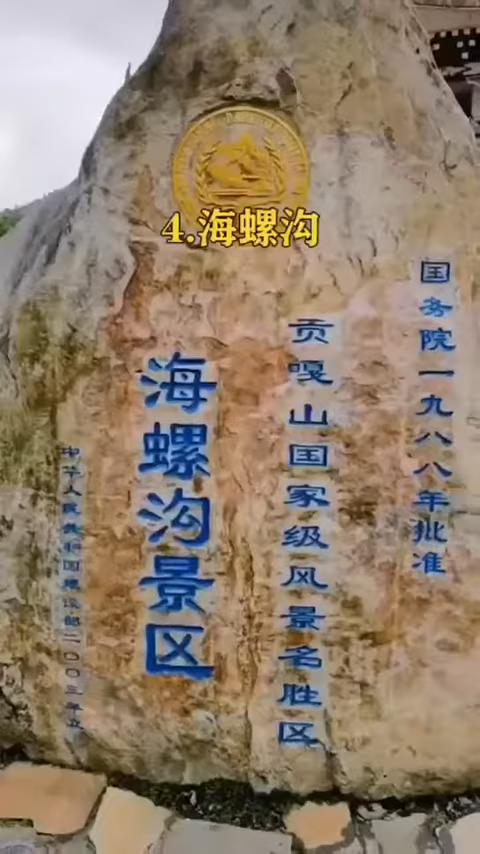 4.海螺沟
国务院一九八八年批准
贡嘎山国家级风景名胜区
海螺沟景区
中华人民共和国建设部二〇〇三年立